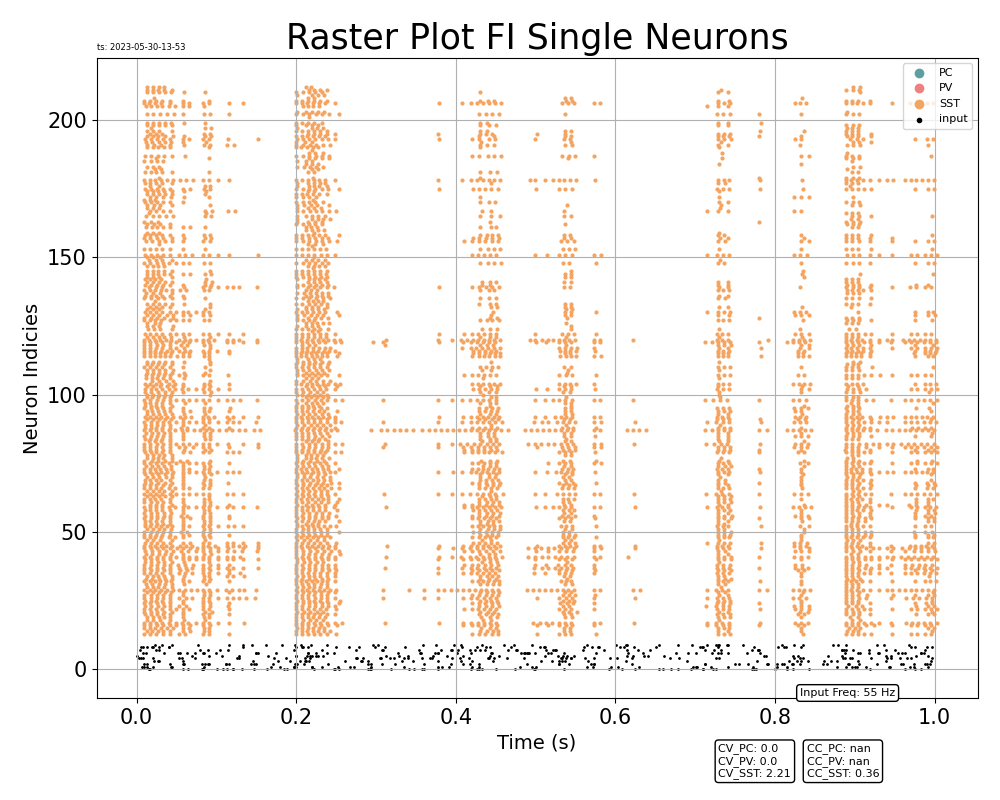 Raster Plot FI Single Neurons
ts: 2023-05-30-13-53
PC
PV
SST
input
200
150
100
50
0
Neuron Indicies
0.0 0.2 0.4 0.6 0.8 1.0
Time (s)
Input Freq: 55 Hz
CV_PC: 0.0
CV_PV: 0.0
CV_SST: 2.21
CC_PC: nan
CC_PV: nan
CC_SST: 0.36